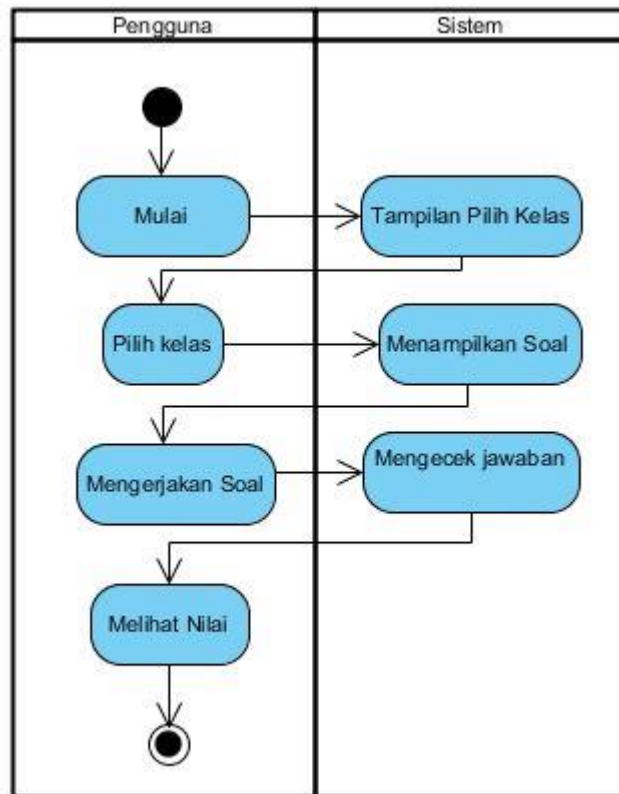 Pengguna
Sistem
Mulai
Tampilan Pilih Kelas
Pilih kelas
Menampilkan Soal
Mengerjakan Soal
Mengecek jawaban
Melihat Nilai